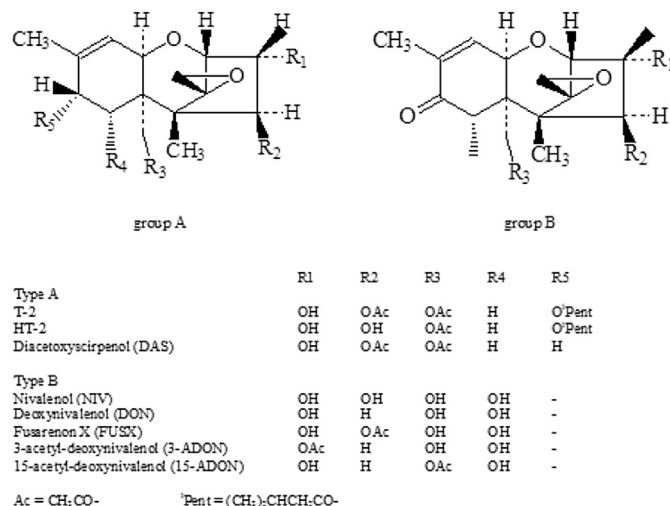 H
H
H
CH3
O
R1
H
O
R5
R4
R3
CH3
H
R2
group A
H
H
CH3
O
R1
O
O
R3
CH3
H
R2
group B
R1 R2 R3 R4 R5
Type A
T-2 OH OAc OAc H OⁱPent
HT-2 OH OH OAc H OⁱPent
Diacetoxyscirpenol (DAS) OH OAc OAc H H
Type B
Nivalenol (NIV) OH OH OH OH -
Deoxynivalenol (DON) OH H OH OH -
Fusarenon X (FUSX) OH OAc OH OH -
3-acetyl-deoxynivalenol (3-ADON) OAc H OH OH -
15-acetyl-deoxynivalenol (15-ADON) OH H OAc OH -
Ac = CH3CO- ⁱPent = (CH3)2CHCH2CO-